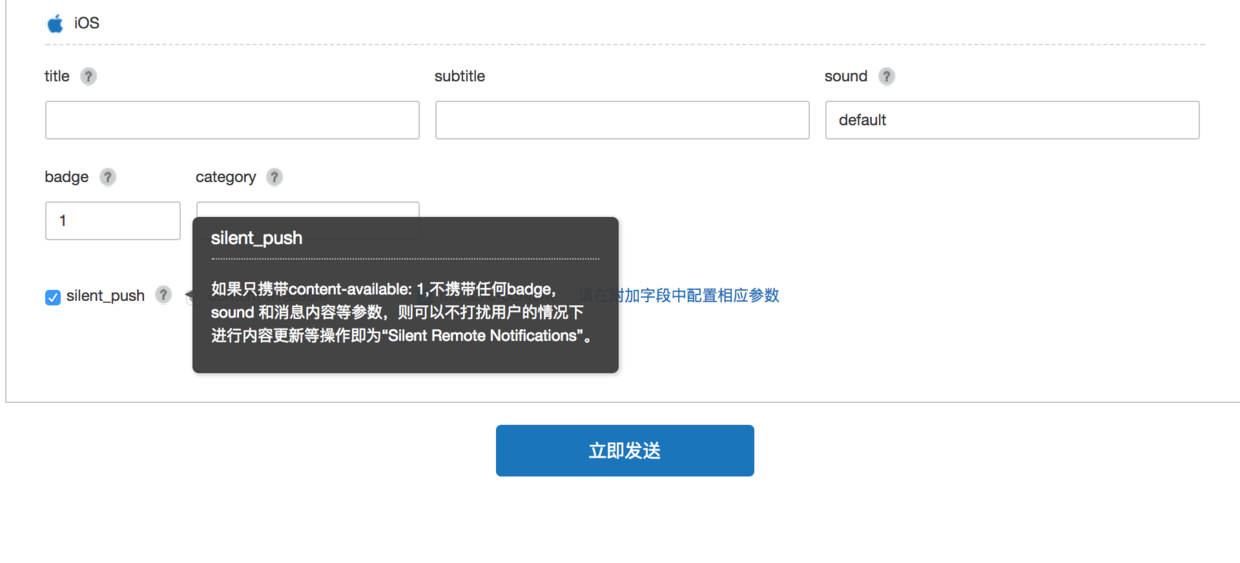 iOS
title ?
subtitle
sound ?
default
badge ?
category ?
1
silent_push
silent_push ?
如果只携带content-available: 1,不携带任何badge,
sound 和消息内容等参数，则可以不打扰用户的情况下
进行内容更新等操作即为“Silent Remote Notifications”。
在附加字段中配置相应参数
立即发送